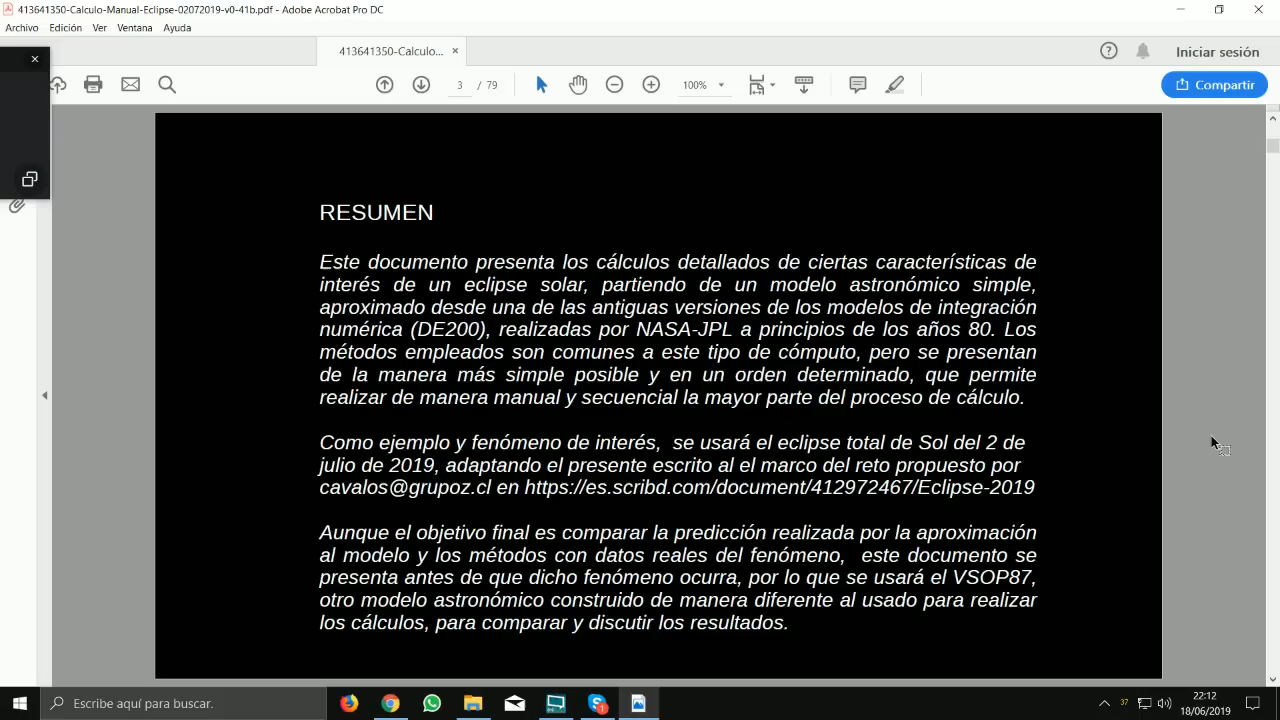 413641350-Calculo-Manual-Eclipse-02072019-v0-41b.pdf - Adobe Acrobat Pro DC
Archivo Edición Ver Ventana Ayuda
413641350-Calculo... ×
Iniciar sesión
3 / 79 100% Compartir
RESUMEN
Este documento presenta los cálculos detallados de ciertas características de
interés de un eclipse solar, partiendo de un modelo astronómico simple,
aproximado desde una de las antiguas versiones de los modelos de integración
numérica (DE200), realizadas por NASA-JPL a principios de los años 80. Los
métodos empleados son comunes a este tipo de cómputo, pero se presentan
de la manera más simple posible y en un orden determinado, que permite
realizar de manera manual y secuencial la mayor parte del proceso de cálculo.
Como ejemplo y fenómeno de interés, se usará el eclipse total de Sol del 2 de
julio de 2019, adaptando el presente escrito al el marco del reto propuesto por
cavalos@grupoz.cl en https://es.scribd.com/document/412972467/Eclipse-2019
Aunque el objetivo final es comparar la predicción realizada por la aproximación
al modelo y los métodos con datos reales del fenómeno, este documento se
presenta antes de que dicho fenómeno ocurra, por lo que se usará el VSOP87,
otro modelo astronómico construido de manera diferente al usado para realizar
los cálculos, para comparar y discutir los resultados.
Escribe aquí para buscar.
37
22:12
18/06/2019